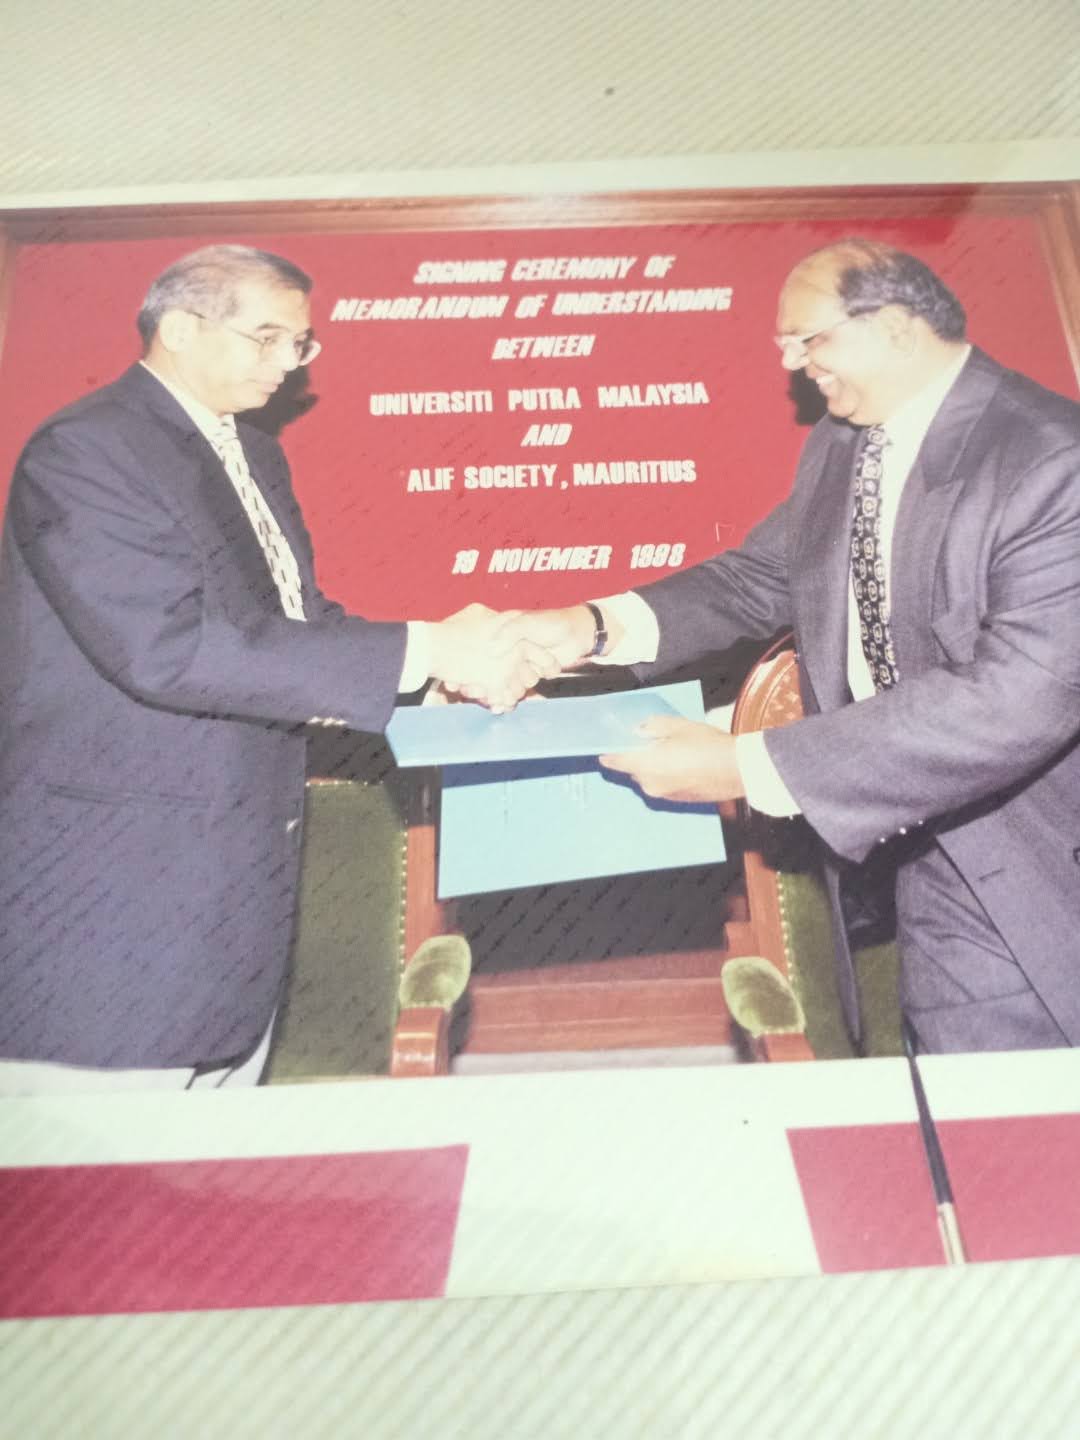 SIGNING CEREMONY OF
MEMORANDUM OF UNDERSTANDING
BETWEEN
UNIVERSITI PUTRA MALAYSIA
AND
ALIF SOCIETY, MAURITIUS
19 NOVEMBER 1998